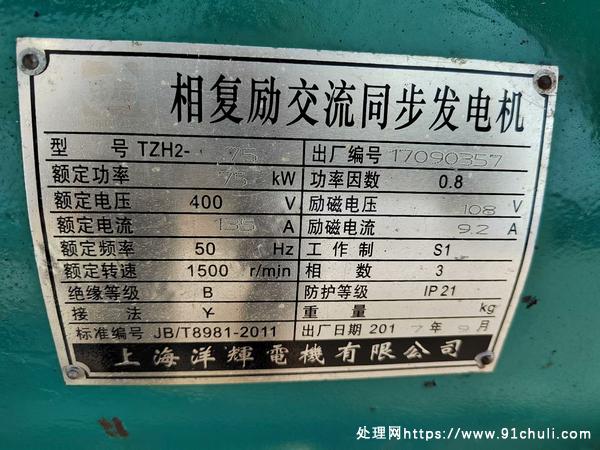 相复励交流同步发电机
型 号 TZH2-75 出厂编号 17090357
额定功率 75 kW 功率因数 0.8
额定电压 400 V 励磁电压 108 V
额定电流 135 A 励磁电流 9.2 A
额定频率 50 Hz 工作制 S1
额定转速 1500 r/min 相 数 3
绝缘等级 B 防护等级 IP21
接 法 Y 重 量 kg
标准编号 JB/T8981-2011 出厂日期 2017年9月
上海洋輝電機有限公司
处理网https://www.91chuli.com